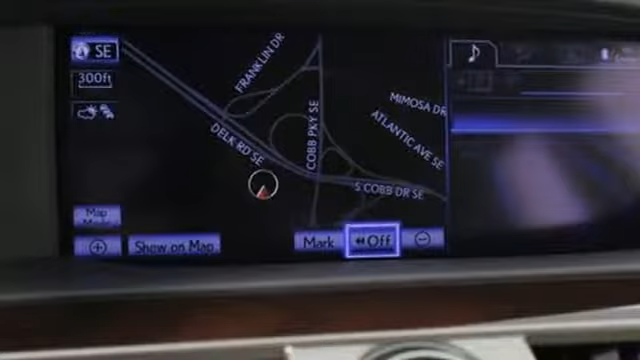 SE
300ft
FRANKLIN DR
MIMOSA DR
ATLANTIC AVE SE
COBB PKY SE
DELK RD SE
S COBB DR SE
Map
Show on Map
Mark
Off